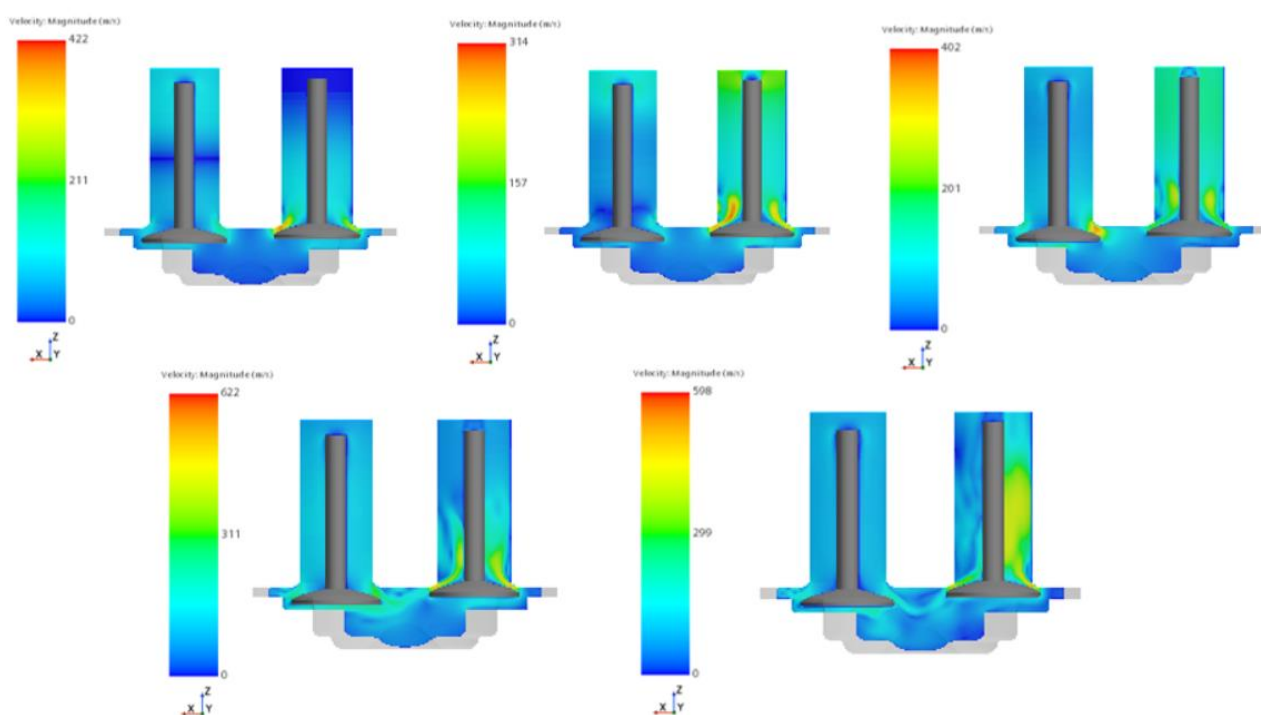 Velocity: Magnitude (m/s)
422
211
0
Z
X Y
Velocity: Magnitude (m/s)
314
157
0
Z
X Y
Velocity: Magnitude (m/s)
402
201
0
Z
X Y
Velocity: Magnitude (m/s)
622
311
0
Z
X Y
Velocity: Magnitude (m/s)
598
299
0
Z
X Y